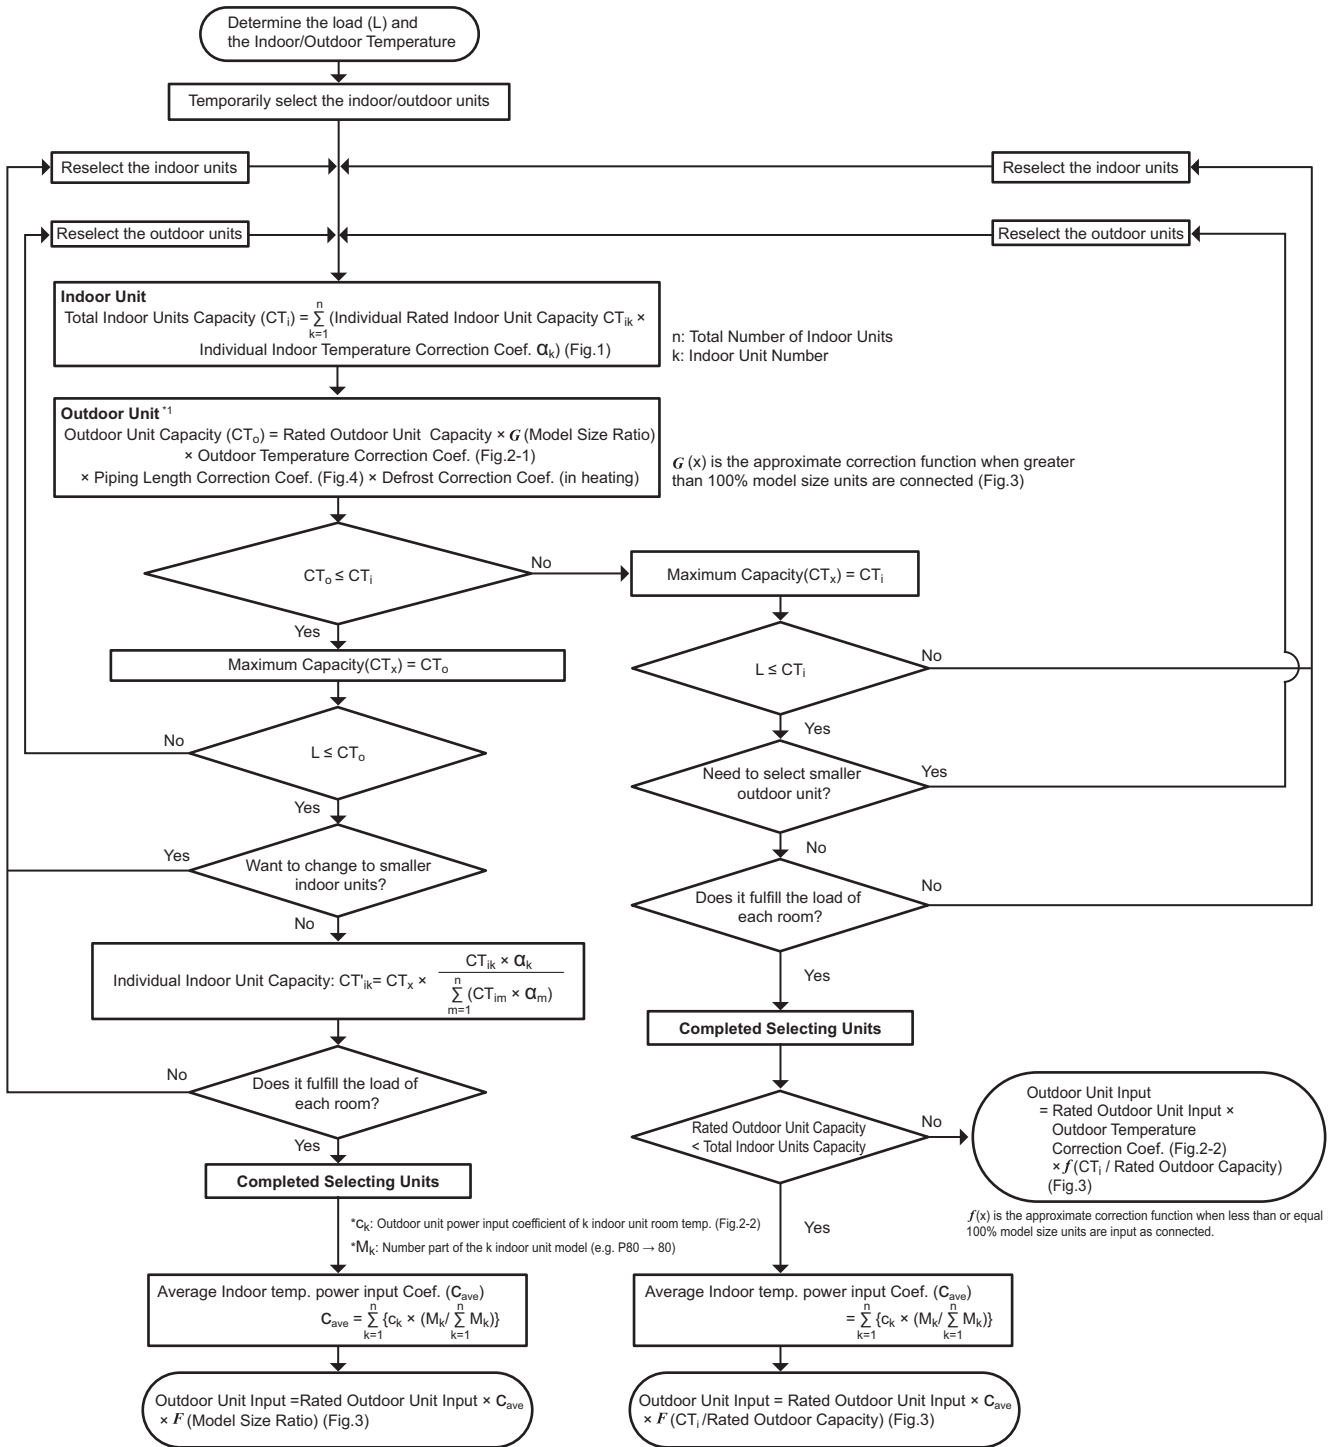 Determine the load (L) and
the Indoor/Outdoor Temperature
Temporarily select the indoor/outdoor units
Reselect the indoor units
Reselect the indoor units
Reselect the outdoor units
Reselect the outdoor units
Indoor Unit
Total Indoor Units Capacity (CTi) = n∑k=1 (Individual Rated Indoor Unit Capacity CTik ×
Individual Indoor Temperature Correction Coef. αk) (Fig.1)
n: Total Number of Indoor Units
k: Indoor Unit Number
Outdoor Unit *1
Outdoor Unit Capacity (CTo) = Rated Outdoor Unit Capacity × G (Model Size Ratio)
× Outdoor Temperature Correction Coef. (Fig.2-1)
× Piping Length Correction Coef. (Fig.4) × Defrost Correction Coef. (in heating)
G (x) is the approximate correction function when greater
than 100% model size units are connected (Fig.3)
CTo ≤ CTi
No
Yes
Maximum Capacity(CTx) = CTi
Maximum Capacity(CTx) = CTo
L ≤ CTi
No
Yes
L ≤ CTo
No
Yes
Need to select smaller
outdoor unit?
Yes
No
Want to change to smaller
indoor units?
Yes
No
Does it fulfill the load of
each room?
No
Yes
Individual Indoor Unit Capacity: CT'ik= CTx ×
CTik × αk
n∑m=1 (CTim × αm)
Completed Selecting Units
Does it fulfill the load of
each room?
No
Yes
Rated Outdoor Unit Capacity
< Total Indoor Units Capacity
No
Yes
Outdoor Unit Input
= Rated Outdoor Unit Input ×
Outdoor Temperature
Correction Coef. (Fig.2-2)
× f (CTi / Rated Outdoor Capacity)
(Fig.3)
f (x) is the approximate correction function when less than or equal
100% model size units are input as connected.
Completed Selecting Units
*ck: Outdoor unit power input coefficient of k indoor unit room temp. (Fig.2-2)
*Mk: Number part of the k indoor unit model (e.g. P80 → 80)
Average Indoor temp. power input Coef. (Cave)
Cave = n∑k=1 {ck × (Mk/ n∑k=1 Mk)}
Average Indoor temp. power input Coef. (Cave)
= n∑k=1 {ck × (Mk/ n∑k=1 Mk)}
Outdoor Unit Input =Rated Outdoor Unit Input × Cave
× F (Model Size Ratio) (Fig.3)
Outdoor Unit Input = Rated Outdoor Unit Input × Cave
× F (CTi /Rated Outdoor Capacity) (Fig.3)